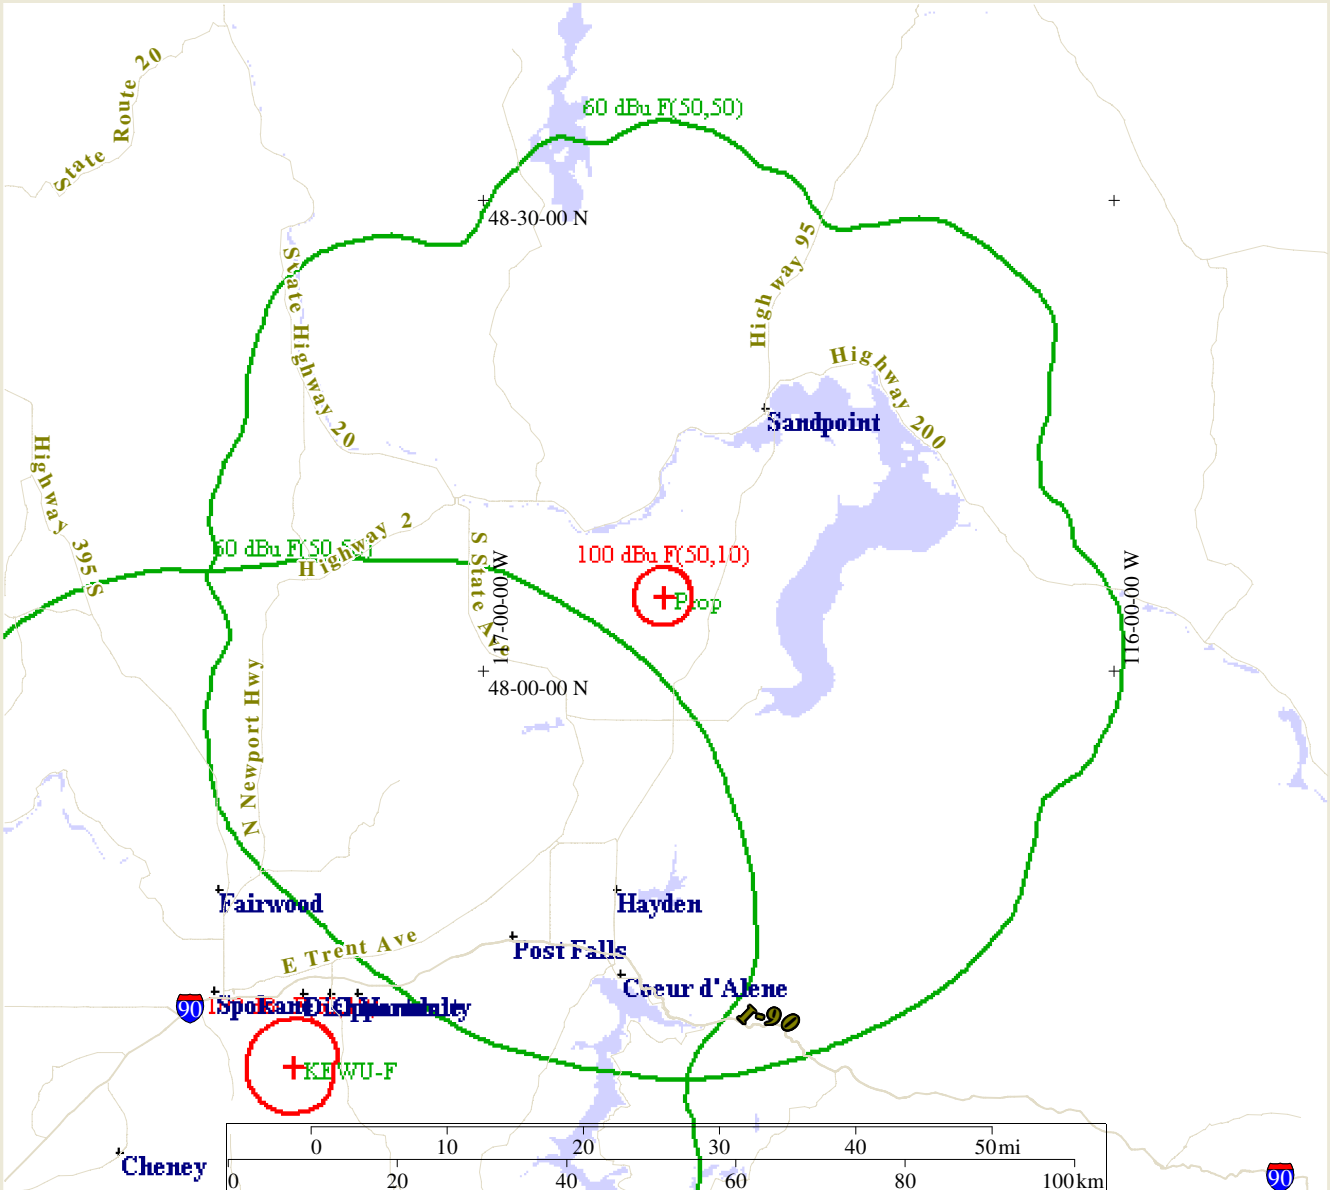 State Route 20
60 dBu F(50,50)
48-30-00 N
High way 95
State Highway 20
Highway 200
Sandpoint
Highway 395 S
Highway 2
60 dBu F(50,50)
S State Ave
117-00-00 W
100 dBu F(50,10)
Prop
116-00-00 W
48-00-00 N
N Newport Hwy
Fairwood
Hayden
E Trent Ave
Post Falls
Coeur d'Alene
90
I-90
KEWU-F
Cheney
0 10 20 30 40 50mi
0 20 40 60 80 100km
90